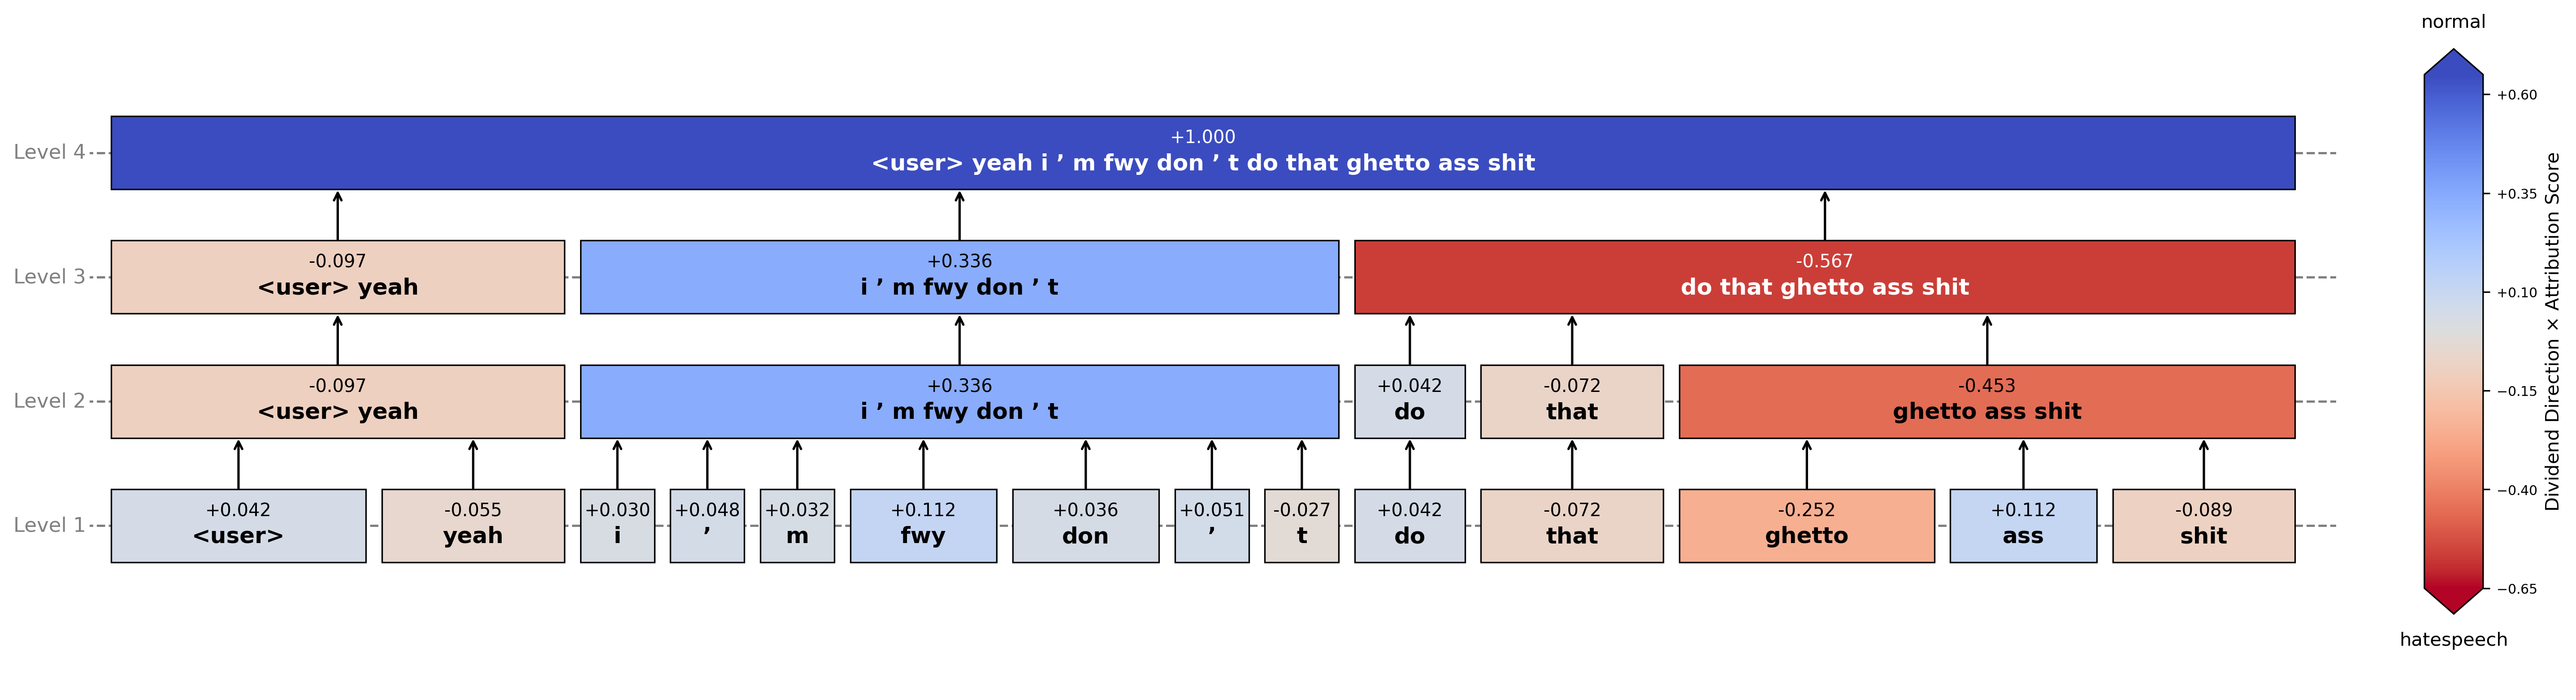 normal
Level 4
+1.000
<user> yeah i ’ m fwy don ’ t do that ghetto ass shit
Level 3
-0.097
<user> yeah
+0.336
i ’ m fwy don ’ t
-0.567
do that ghetto ass shit
Level 2
-0.097
<user> yeah
+0.336
i ’ m fwy don ’ t
+0.042
do
-0.072
that
-0.453
ghetto ass shit
Level 1
+0.042
<user>
-0.055
yeah
+0.030
i
+0.048
’
+0.032
m
+0.112
fwy
+0.036
don
+0.051
’
-0.027
t
+0.042
do
-0.072
that
-0.252
ghetto
+0.112
ass
-0.089
shit
+0.60
+0.35
+0.10
−0.15
−0.40
−0.65
Dividend Direction × Attribution Score
hatespeech